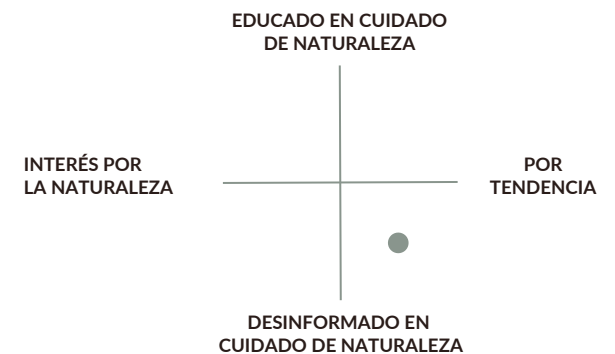 EDUCADO EN CUIDADO
DE NATURALEZA
INTERÉS POR
LA NATURALEZA
POR
TENDENCIA
DESINFORMADO EN
CUIDADO DE NATURALEZA